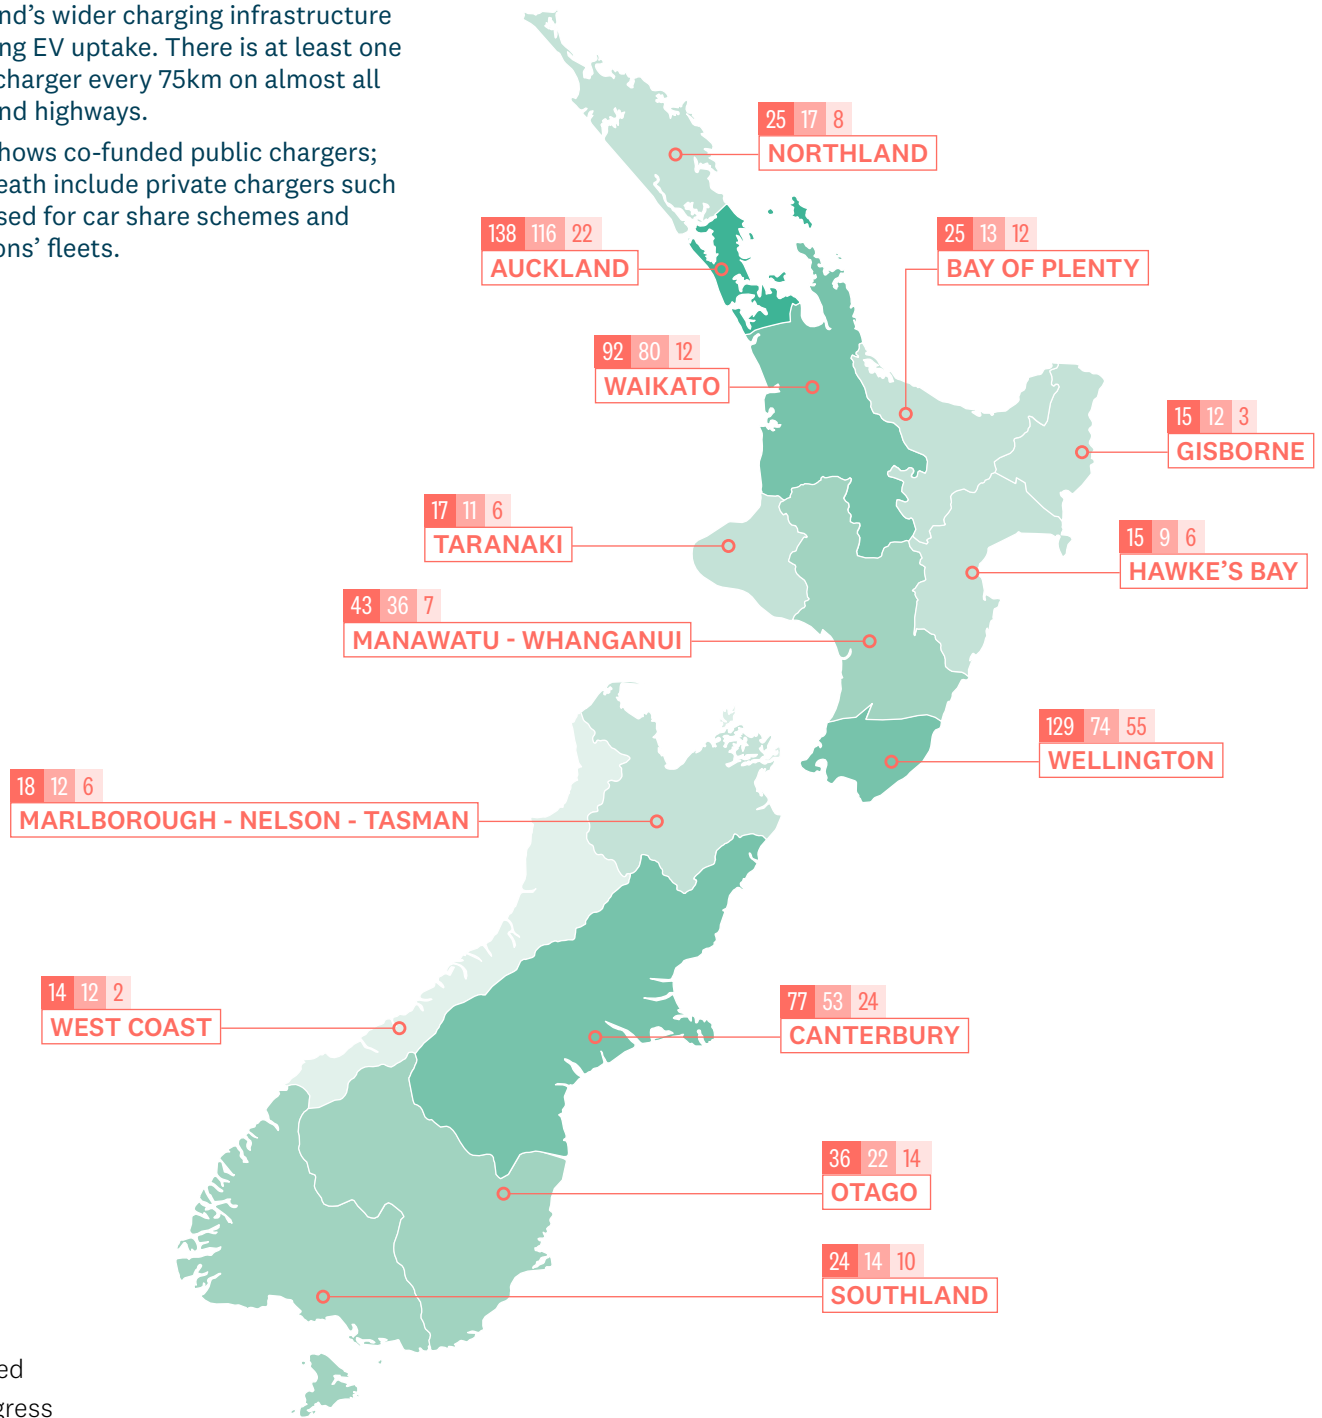 nd's wider charging infrastructure
ng EV uptake. There is at least one
charger every 75km on almost all
nd highways.
hows co-funded public chargers;
eath include private chargers such
sed for car share schemes and
ons' fleets.
25 17 8
NORTHLAND
138 116 22
AUCKLAND
25 13 12
BAY OF PLENTY
92 80 12
WAIKATO
15 12 3
GISBORNE
17 11 6
TARANAKI
15 9 6
HAWKE'S BAY
43 36 7
MANAWATU - WHANGANUI
129 74 55
WELLINGTON
18 12 6
MARLBOROUGH - NELSON - TASMAN
14 12 2
WEST COAST
77 53 24
CANTERBURY
36 22 14
OTAGO
24 14 10
SOUTHLAND
ed
gress